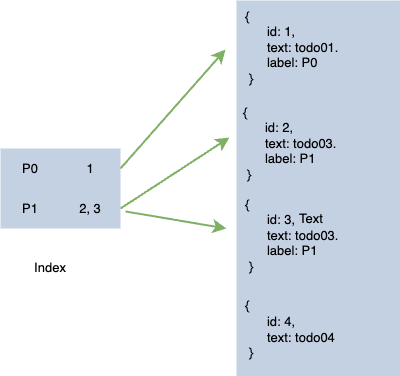 {
id: 1,
text: todo01.
label: P0
}
{
id: 2,
text: todo03.
label: P1
}
{
id: 3, Text
text: todo03.
label: P1
}
{
id: 4,
text: todo04
}
P0 1
P1 2, 3
Index